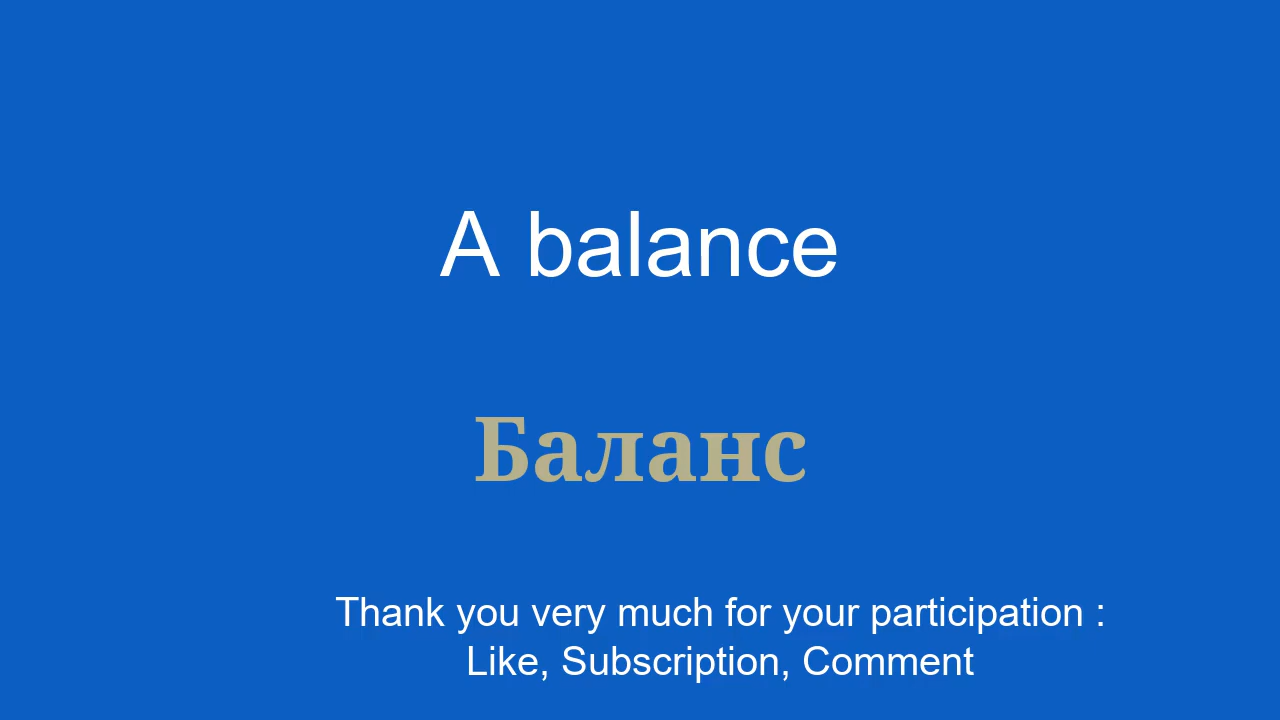 A balance
Баланс
Thank you very much for your participation :
Like, Subscription, Comment